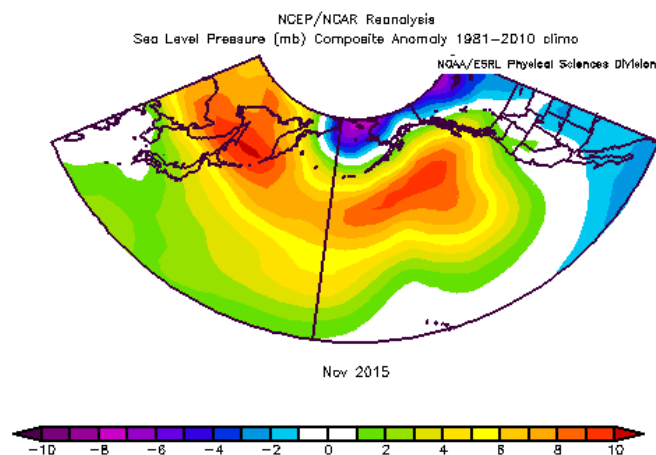 NCEP/NCAR Reanalysis
Sea Level Pressure (mb) Composite Anomaly 1981-2010 climo
NOAA/ESRL Physical Sciences Division
Nov 2015
-10 -8 -6 -4 -2 0 2 4 6 8 10